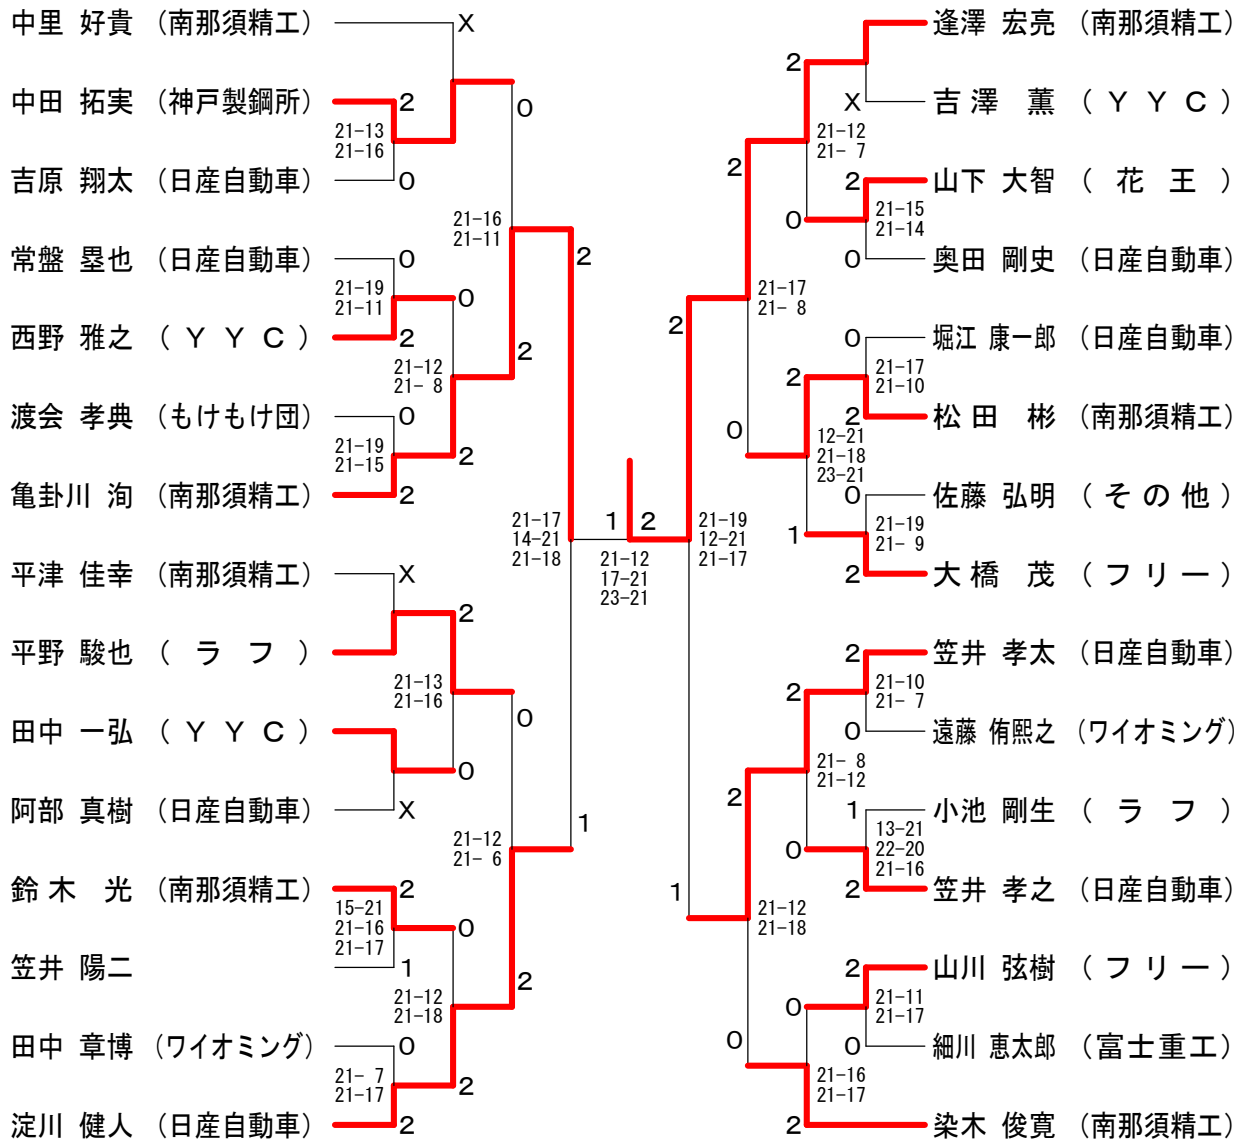 中里 好貴 (南那須精工) X
中田 拓実 (神戸製鋼所) 2
21-13
21-16
吉原 翔太 (日産自動車) 0
0
21-16
21-11
常盤 塁也 (日産自動車) 0
21-19
21-11
西野 雅之 (ＹＹＣ) 2
0
21-12
21- 8
2
渡会 孝典 (もけもけ団) 0
21-19
21-15
亀卦川 洵 (南那須精工) 2
2
2
21-17
14-21
21-18
平津 佳幸 (南那須精工) X
2
平野 駿也 (ラフ)
21-13
21-16
0
田中 一弘 (ＹＹＣ)
0
阿部 真樹 (日産自動車) X
21-12
21- 6
1
鈴木 光 (南那須精工) 2
15-21
21-16
21-17
0
笠井 陽二 1
21-12
21-18
2
田中 章博 (ワイオミング) 0
21- 7
21-17
2
淀川 健人 (日産自動車) 2
1 2
21-12
17-21
23-21
逢澤 宏亮 (南那須精工)
2
X 吉澤 薫 (ＹＹＣ)
21-12
21- 7
2
2 山下 大智 (花王)
21-15
21-14
0
0 奥田 剛史 (日産自動車)
21-17
21- 8
2
0 堀江 康一郎 (日産自動車)
21-17
21-10
2
2 松田 彬 (南那須精工)
0
12-21
21-18
23-21
0 佐藤 弘明 (その他)
21-19
21- 9
1
2 大橋 茂 (フリー)
21-19
12-21
21-17
2 笠井 孝太 (日産自動車)
21-10
21- 7
2
0 遠藤 侑熙之 (ワイオミング)
21- 8
21-12
2
1 小池 剛生 (ラフ)
13-21
22-20
21-16
0
2 笠井 孝之 (日産自動車)
1
21-12
21-18
2 山川 弦樹 (フリー)
21-11
21-17
0
0 細川 恵太郎 (富士重工)
0
21-16
21-17
2 染木 俊寛 (南那須精工)